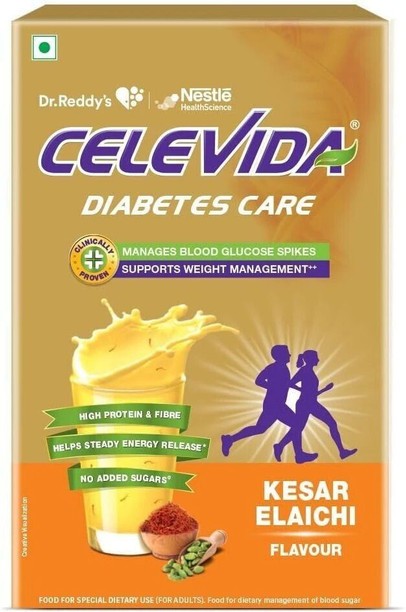 Dr.Reddy's
Nestlē
HealthScience
CELEVIDA®
DIABETES CARE
CLINICALLY PROVEN
MANAGES BLOOD GLUCOSE SPIKES
SUPPORTS WEIGHT MANAGEMENT++
HIGH PROTEIN & FIBRE
HELPS STEADY ENERGY RELEASE*
NO ADDED SUGARS#
KESAR
ELAICHI
FLAVOUR
Creative Visualization
FOOD FOR SPECIAL DIETARY USE (FOR ADULTS). Food for dietary management of blood sugar